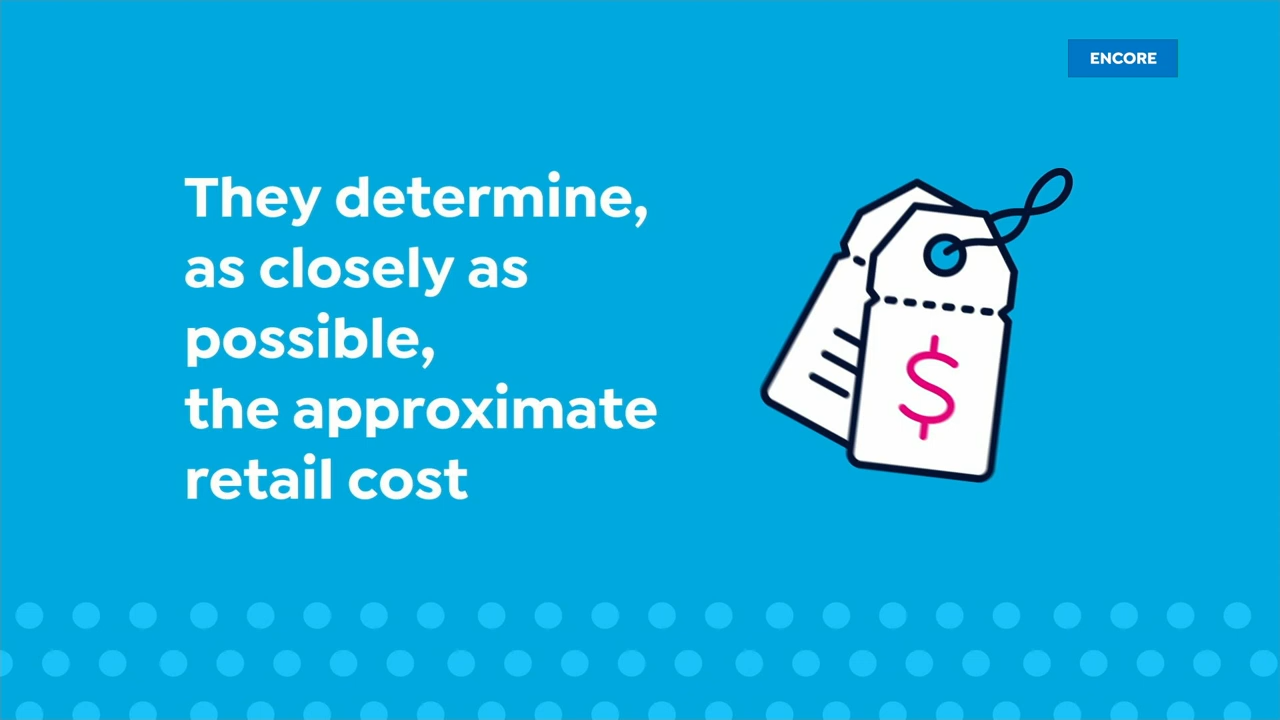 ENCORE
They determine,
as closely as
possible,
the approximate
retail cost
$